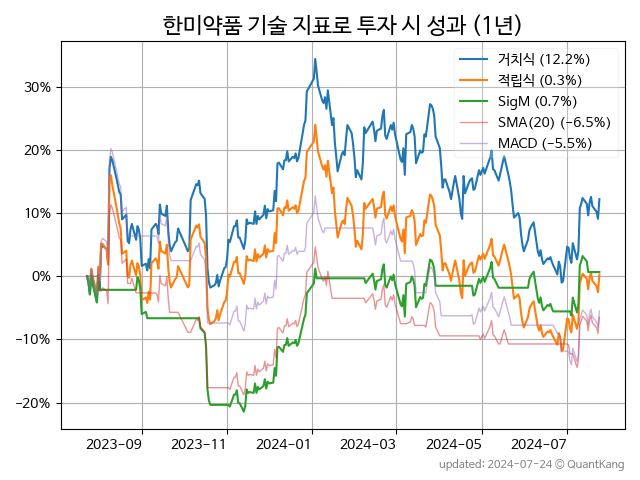 한미약품 기술 지표로 투자 시 성과 (1년)
거치식 (12.2%)
적립식 (0.3%)
SigM (0.7%)
SMA(20) (−6.5%)
MACD (−5.5%)
30%
20%
10%
0%
−10%
−20%
2023-09 2023-11 2024-01 2024-03 2024-05 2024-07
updated: 2024-07-24 © QuantKang